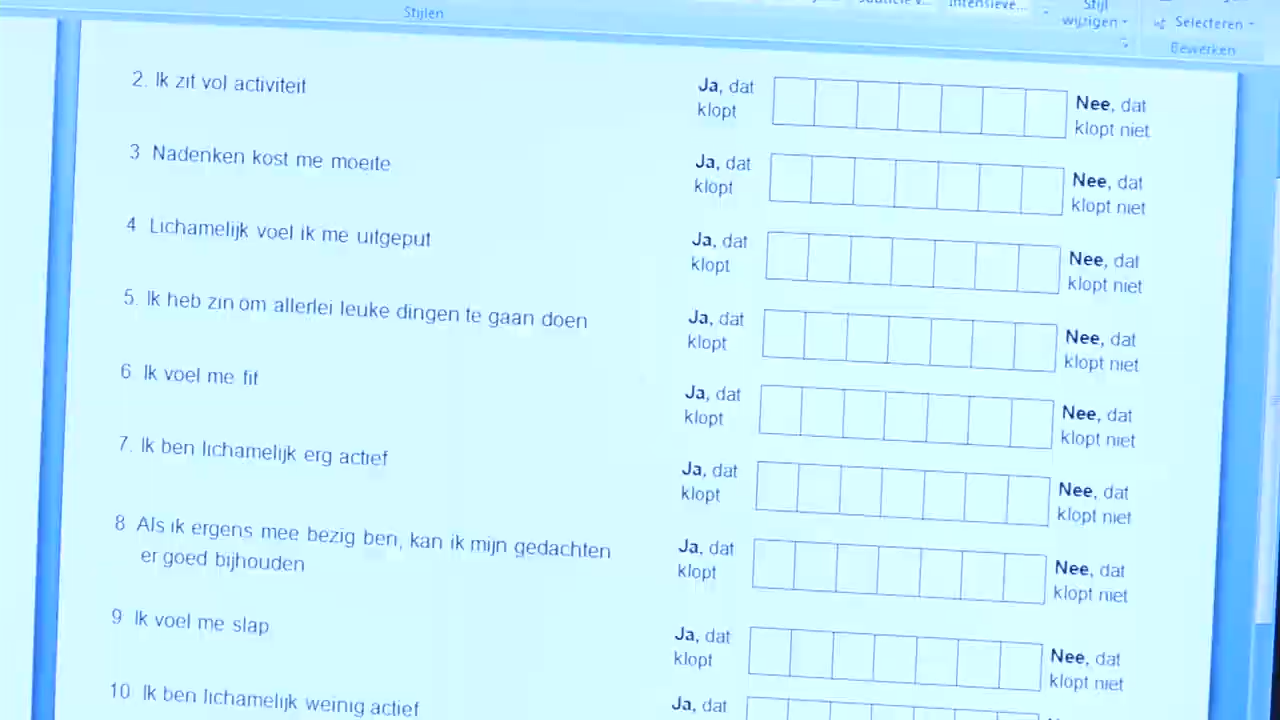 Stijlen
Intensieve...
Stijl
wijzigen
Selecteren
Bewerken
2. Ik zit vol activiteit
Ja, dat
klopt
Nee, dat
klopt niet
3 Nadenken kost me moeite
Ja, dat
klopt
Nee, dat
klopt niet
4 Lichamelijk voel ik me uitgeput
Ja, dat
klopt
Nee, dat
klopt niet
5. Ik heb zin om allerlei leuke dingen te gaan doen
Ja, dat
klopt
Nee, dat
klopt niet
6 Ik voel me fit
Ja, dat
klopt
Nee, dat
klopt niet
7. Ik ben lichamelijk erg actief
Ja, dat
klopt
Nee, dat
klopt niet
8 Als ik ergens mee bezig ben, kan ik mijn gedachten
er goed bijhouden
Ja, dat
klopt
Nee, dat
klopt niet
9 Ik voel me slap
Ja, dat
klopt
Nee, dat
klopt niet
10 Ik ben lichamelijk weinig actief
Ja, dat